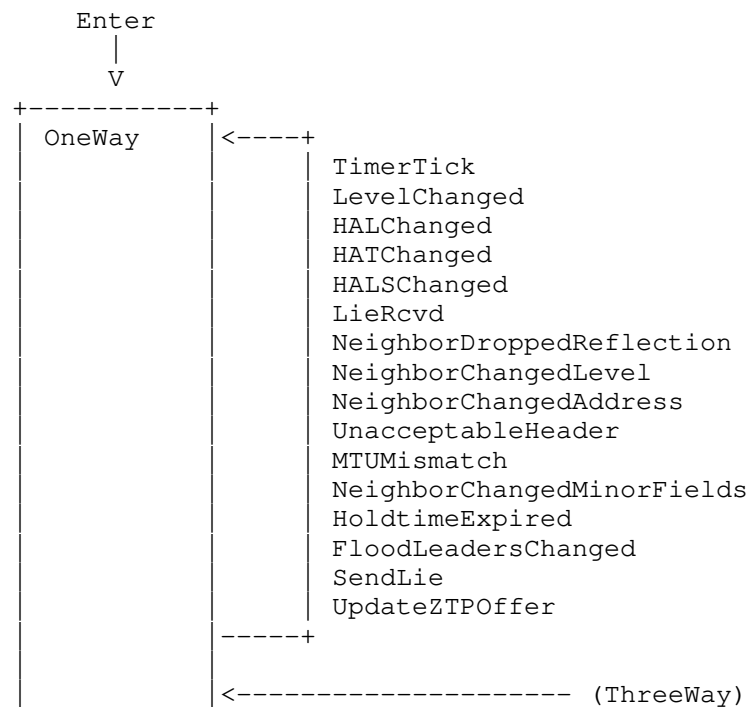 Enter
OneWay
TimerTick
LevelChanged
HALChanged
HATChanged
HALSChanged
LieRcvd
NeighborDroppedReflection
NeighborChangedLevel
NeighborChangedAddress
UnacceptableHeader
MTUMismatch
NeighborChangedMinorFields
HoldtimeExpired
FloodLeadersChanged
SendLie
UpdateZTPOffer
(ThreeWay)